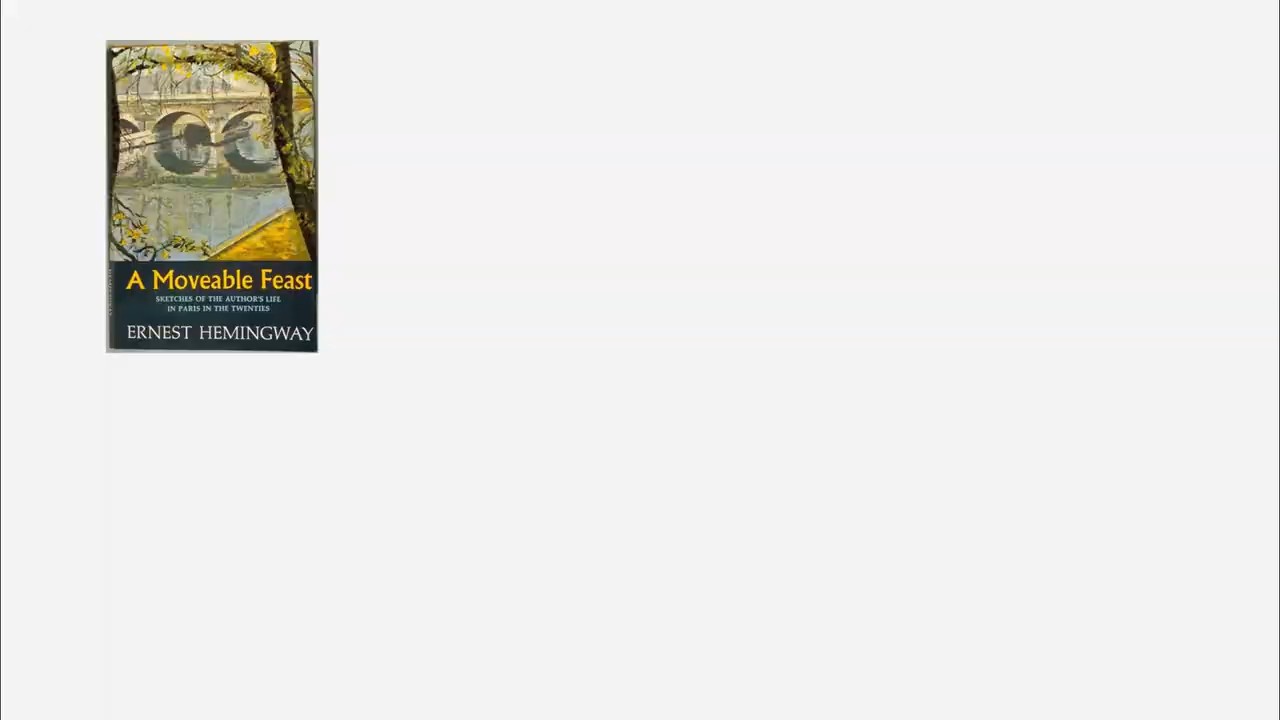 A Moveable Feast
SKETCHES OF THE AUTHOR'S LIFE
IN PARIS IN THE TWENTIES
ERNEST HEMINGWAY